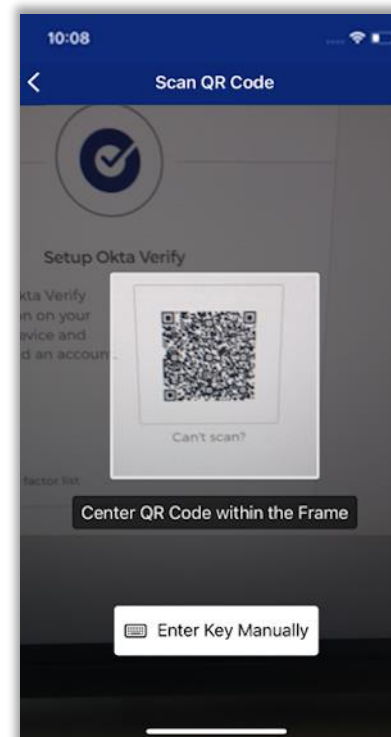 10:08
Scan QR Code
Setup Okta Verify
kta Verify
n on your
evice and
d an account.
Can't scan?
factor list
Center QR Code within the Frame
Enter Key Manually